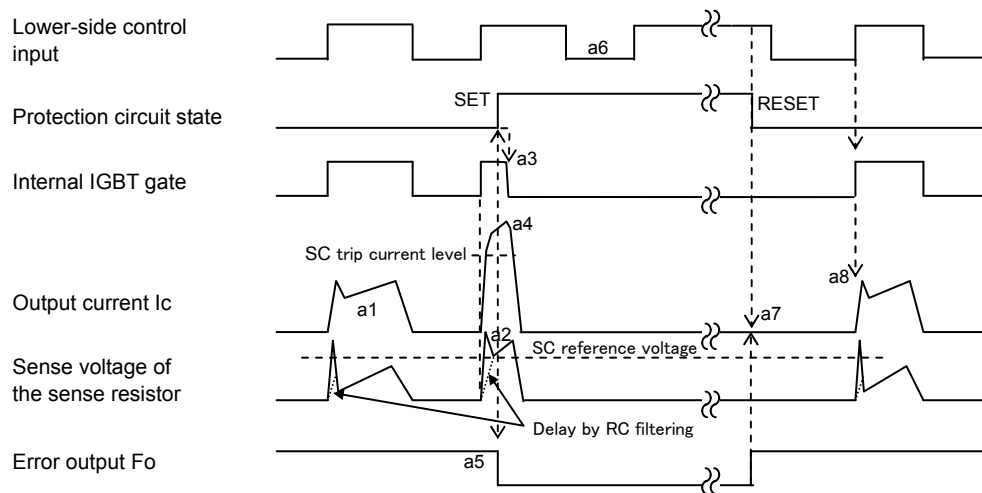 Lower-side control
input
a6
Protection circuit state
SET
RESET
a3
Internal IGBT gate
a4
SC trip current level
a8
Output current Ic
a1
a7
a2
SC reference voltage
Sense voltage of
the sense resistor
Delay by RC filtering
Error output Fo
a5